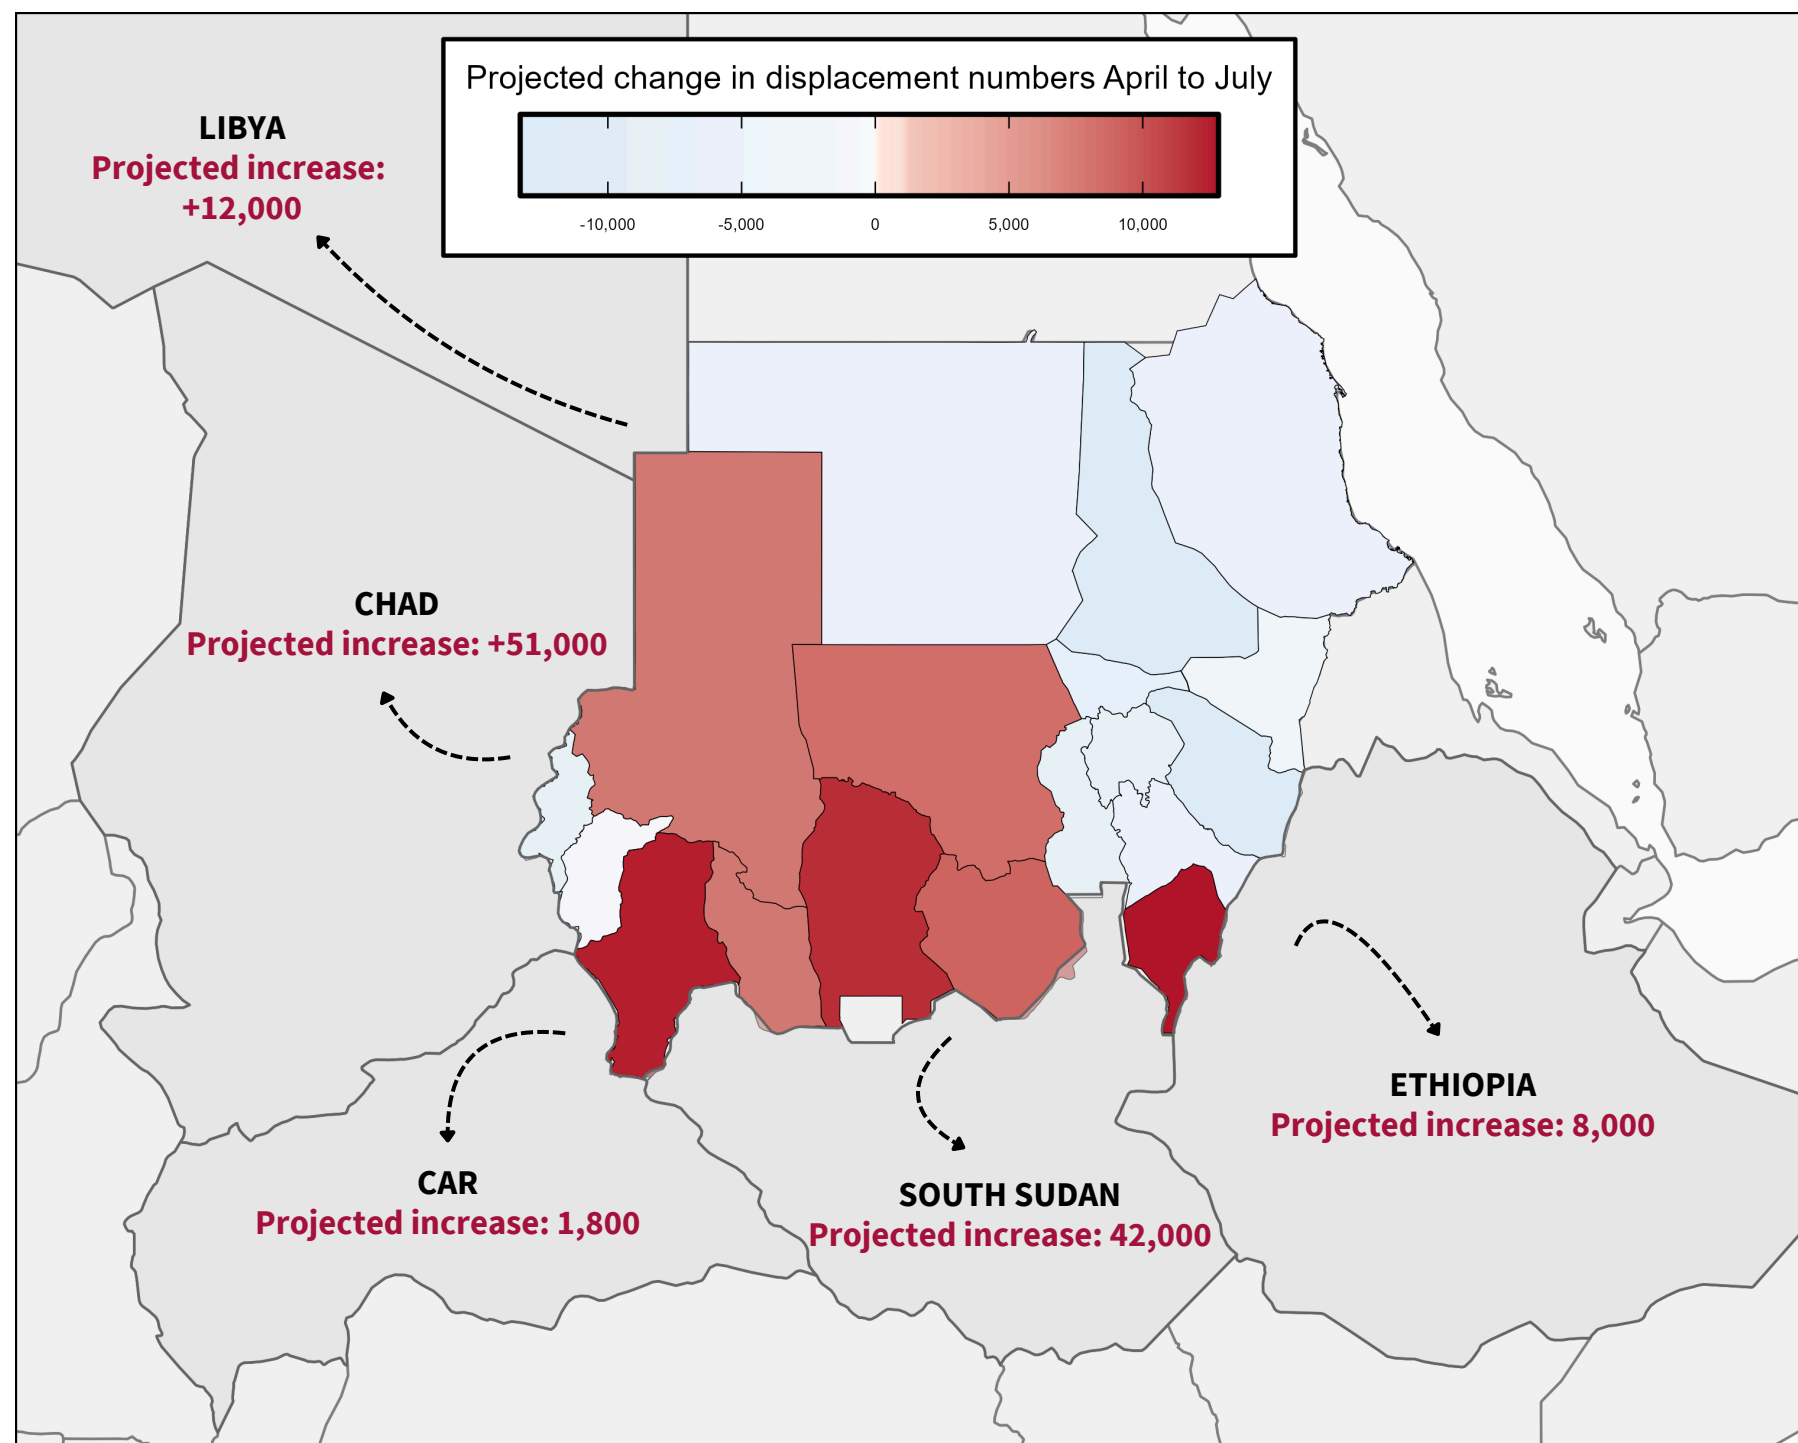 Projected change in displacement numbers April to July
-10,000 -5,000 0 5,000 10,000
LIBYA
Projected increase:
+12,000
CHAD
Projected increase: +51,000
ETHIOPIA
Projected increase: 8,000
CAR
Projected increase: 1,800
SOUTH SUDAN
Projected increase: 42,000